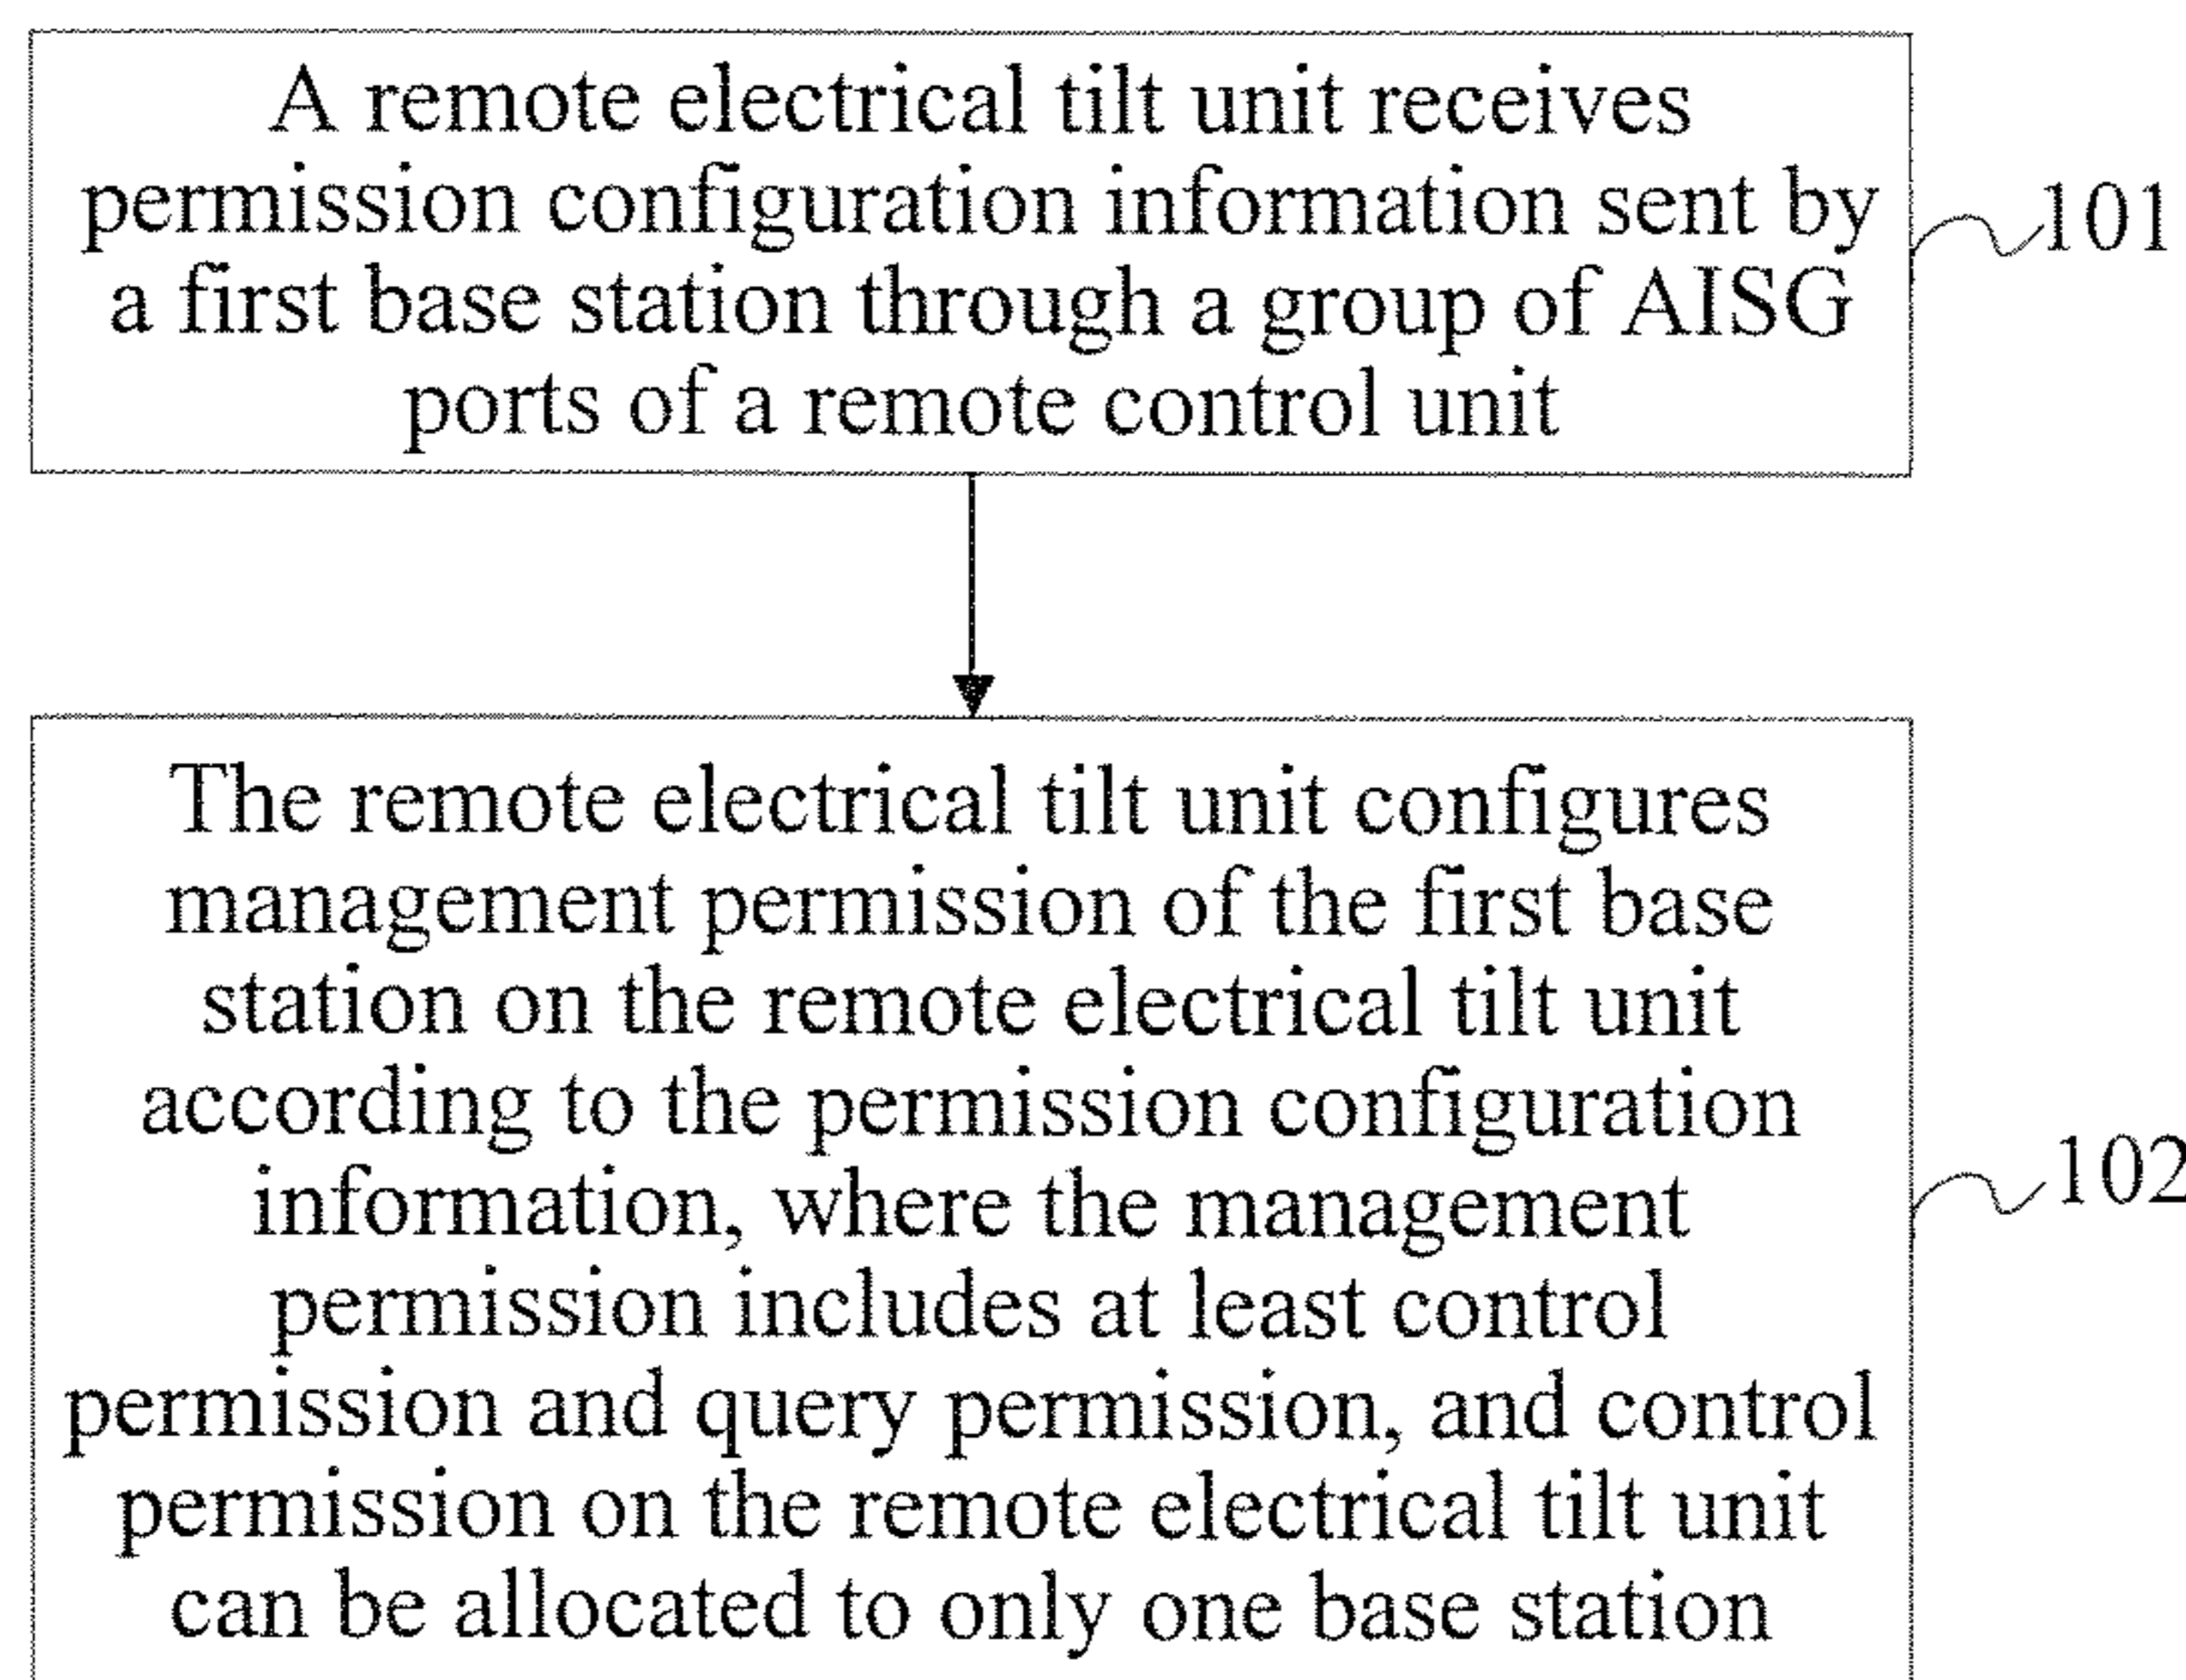 A remote electrical tilt unit receives
permission configuration information sent by
a first base station through a group of AISG
ports of a remote control unit
101
The remote electrical tilt unit configures
management permission of the first base
station on the remote electrical tilt unit
according to the permission configuration
information, where the management
permission includes at least control
permission and query permission, and control
permission on the remote electrical tilt unit
can be allocated to only one base station
102